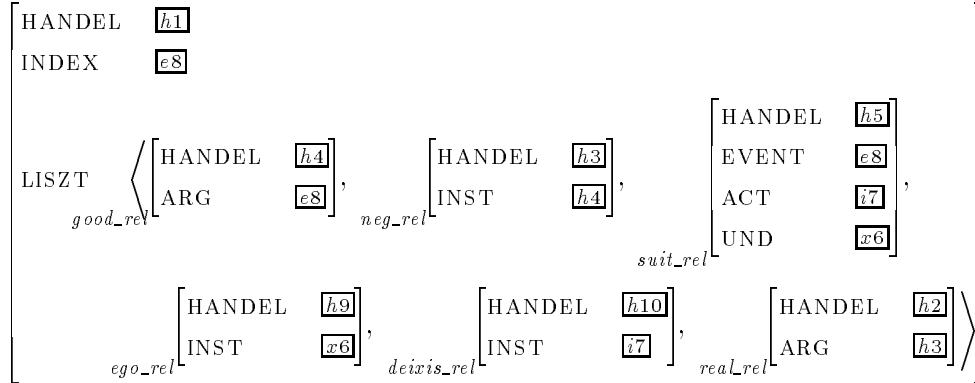 HANDEL h1
INDEX e8
HANDEL h5
HANDEL h4 HANDEL h3 EVENT e8
LISZT ⟨ , , ,
ARG e8 INST h4 ACT i7
good_rel neg_rel UND x6
suit_rel
HANDEL h9 HANDEL h10 HANDEL h2
, , ⟩
INST x6 INST i7 ARG h3
ego_rel deixis_rel real_rel